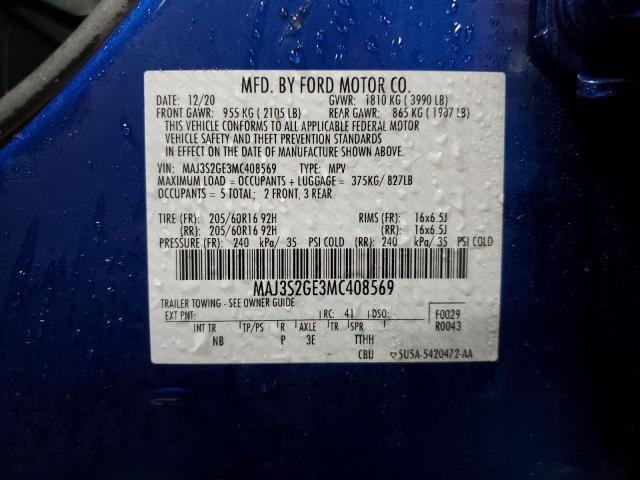 MFD. BY FORD MOTOR CO.
DATE: 12/20 GVWR: 1810 KG ( 3990 LB)
FRONT GAWR: 955 KG ( 2105 LB) REAR GAWR: 865 KG ( 1907 LB)
THIS VEHICLE CONFORMS TO ALL APPLICABLE FEDERAL MOTOR
VEHICLE SAFETY AND THEFT PREVENTION STANDARDS
IN EFFECT ON THE DATE OF MANUFACTURE SHOWN ABOVE.
VIN: MAJ3S2GE3MC408569 TYPE: MPV
MAXIMUM LOAD = OCCUPANTS + LUGGAGE = 375KG/ 827LB
OCCUPANTS = 5 TOTAL; 2 FRONT, 3 REAR
TIRE (FR): 205/60R16 92H RIMS (FR): 16x6.5J
(RR): 205/60R16 92H (RR): 16x6.5J
PRESSURE (FR): 240 kPa/ 35 PSI COLD (RR): 240 kPa/ 35 PSI COLD
MAJ3S2GE3MC408569
TRAILER TOWING - SEE OWNER GUIDE
EXT PNT: RC: 41 DSO: F0029
INT TR TP/PS R AXLE TR SPR R0043
NB P 3E TTHH
CBU 5U5A-5420472-AA